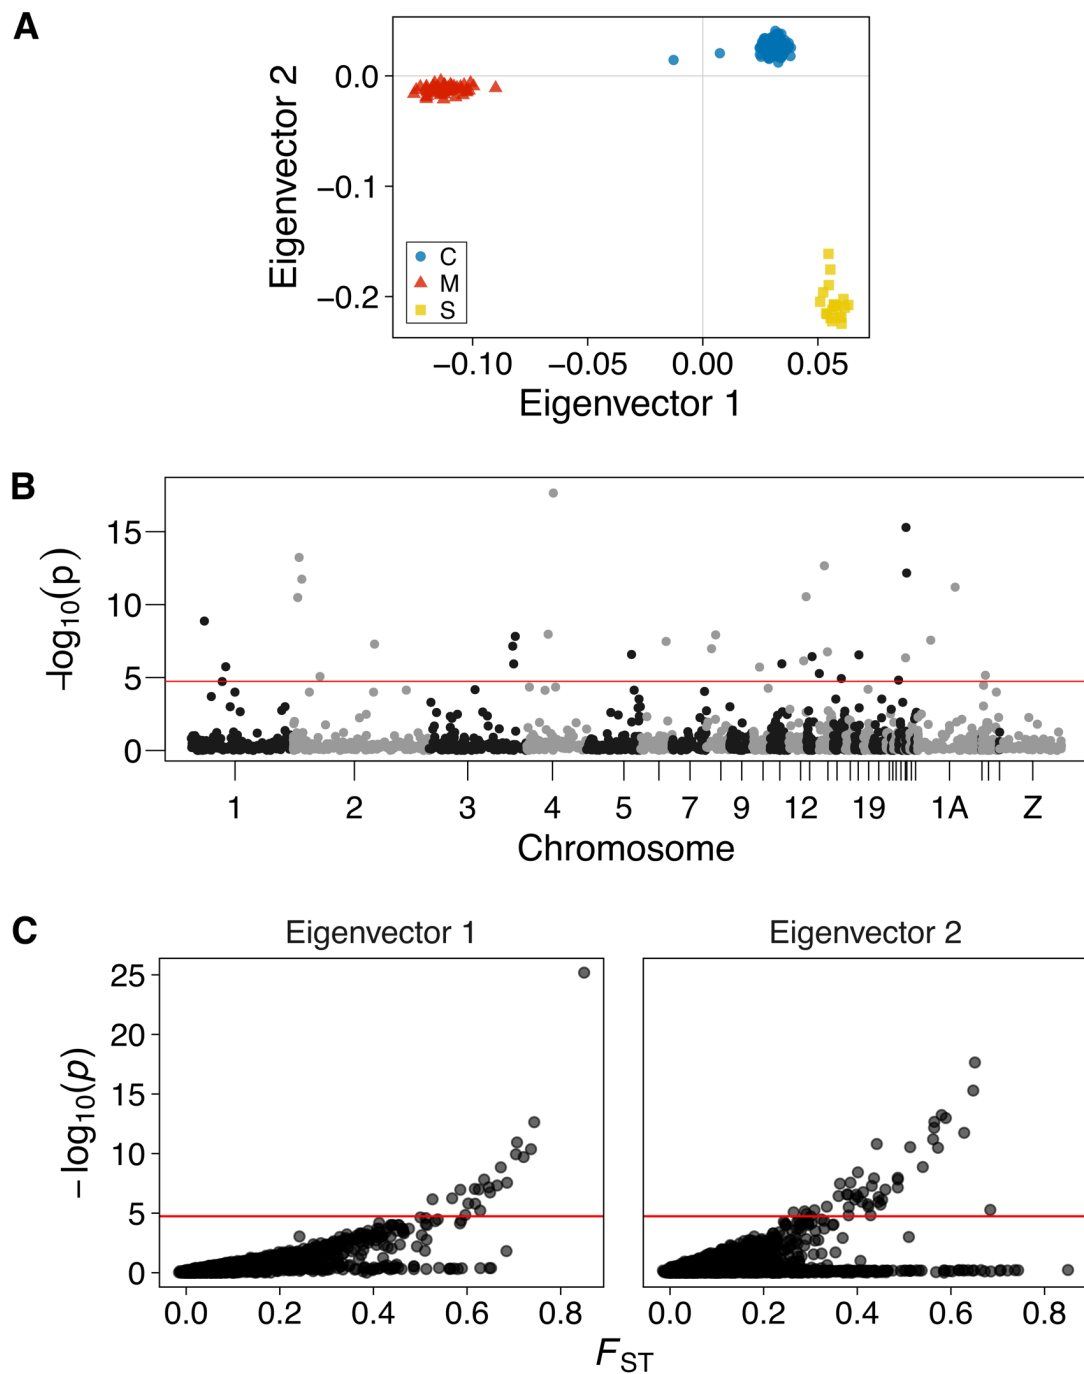 A
Eigenvector 2
0.0
−0.1
−0.2
C
M
S
−0.10 −0.05 0.00 0.05
Eigenvector 1
B
-log10(p)
15
10
5
0
1 2 3 4 5 7 9 12 19 1A Z
Chromosome
C
Eigenvector 1 Eigenvector 2
−log10(p)
25
20
15
10
5
0
0.0 0.2 0.4 0.6 0.8 0.0 0.2 0.4 0.6 0.8
FST